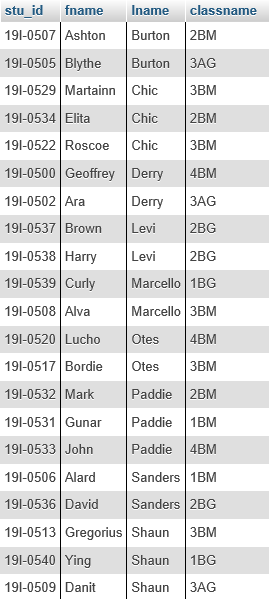 stu_id fname lname classname
19I-0507 Ashton Burton 2BM
19I-0505 Blythe Burton 3AG
19I-0529 Martainn Chic 3BM
19I-0534 Elita Chic 2BM
19I-0522 Roscoe Chic 3BM
19I-0500 Geoffrey Derry 4BM
19I-0502 Ara Derry 3AG
19I-0537 Brown Levi 2BG
19I-0538 Harry Levi 2BG
19I-0539 Curly Marcello 1BG
19I-0508 Alva Marcello 3BM
19I-0520 Lucho Otes 4BM
19I-0517 Bordie Otes 3BM
19I-0532 Mark Paddie 2BM
19I-0531 Gunar Paddie 1BM
19I-0533 John Paddie 4BM
19I-0506 Alard Sanders 1BM
19I-0536 David Sanders 2BG
19I-0513 Gregorius Shaun 3BM
19I-0540 Ying Shaun 1BG
19I-0509 Danit Shaun 3AG